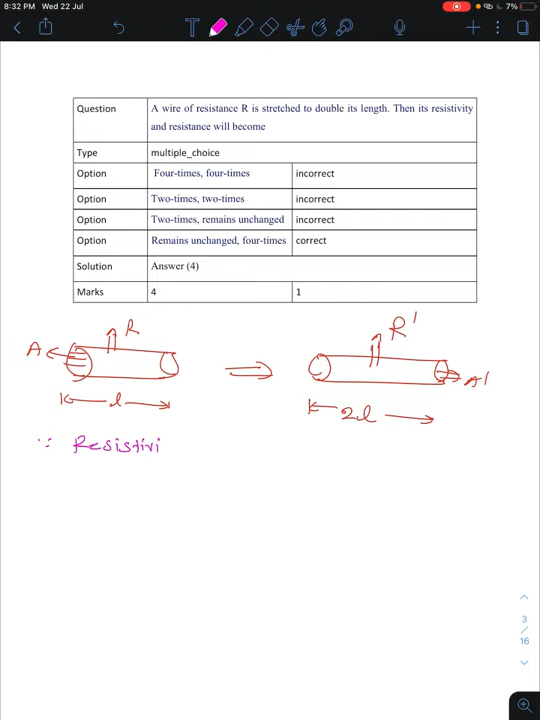 8:32 PM Wed 22 Jul
7%
Question A wire of resistance R is stretched to double its length. Then its resistivity
and resistance will become
Type multiple_choice
Option Four-times, four-times incorrect
Option Two-times, two-times incorrect
Option Two-times, remains unchanged incorrect
Option Remains unchanged, four-times correct
Solution Answer (4)
Marks 4 1
R R'
A A'
l 2l
∵ Resistivi
3
/
16